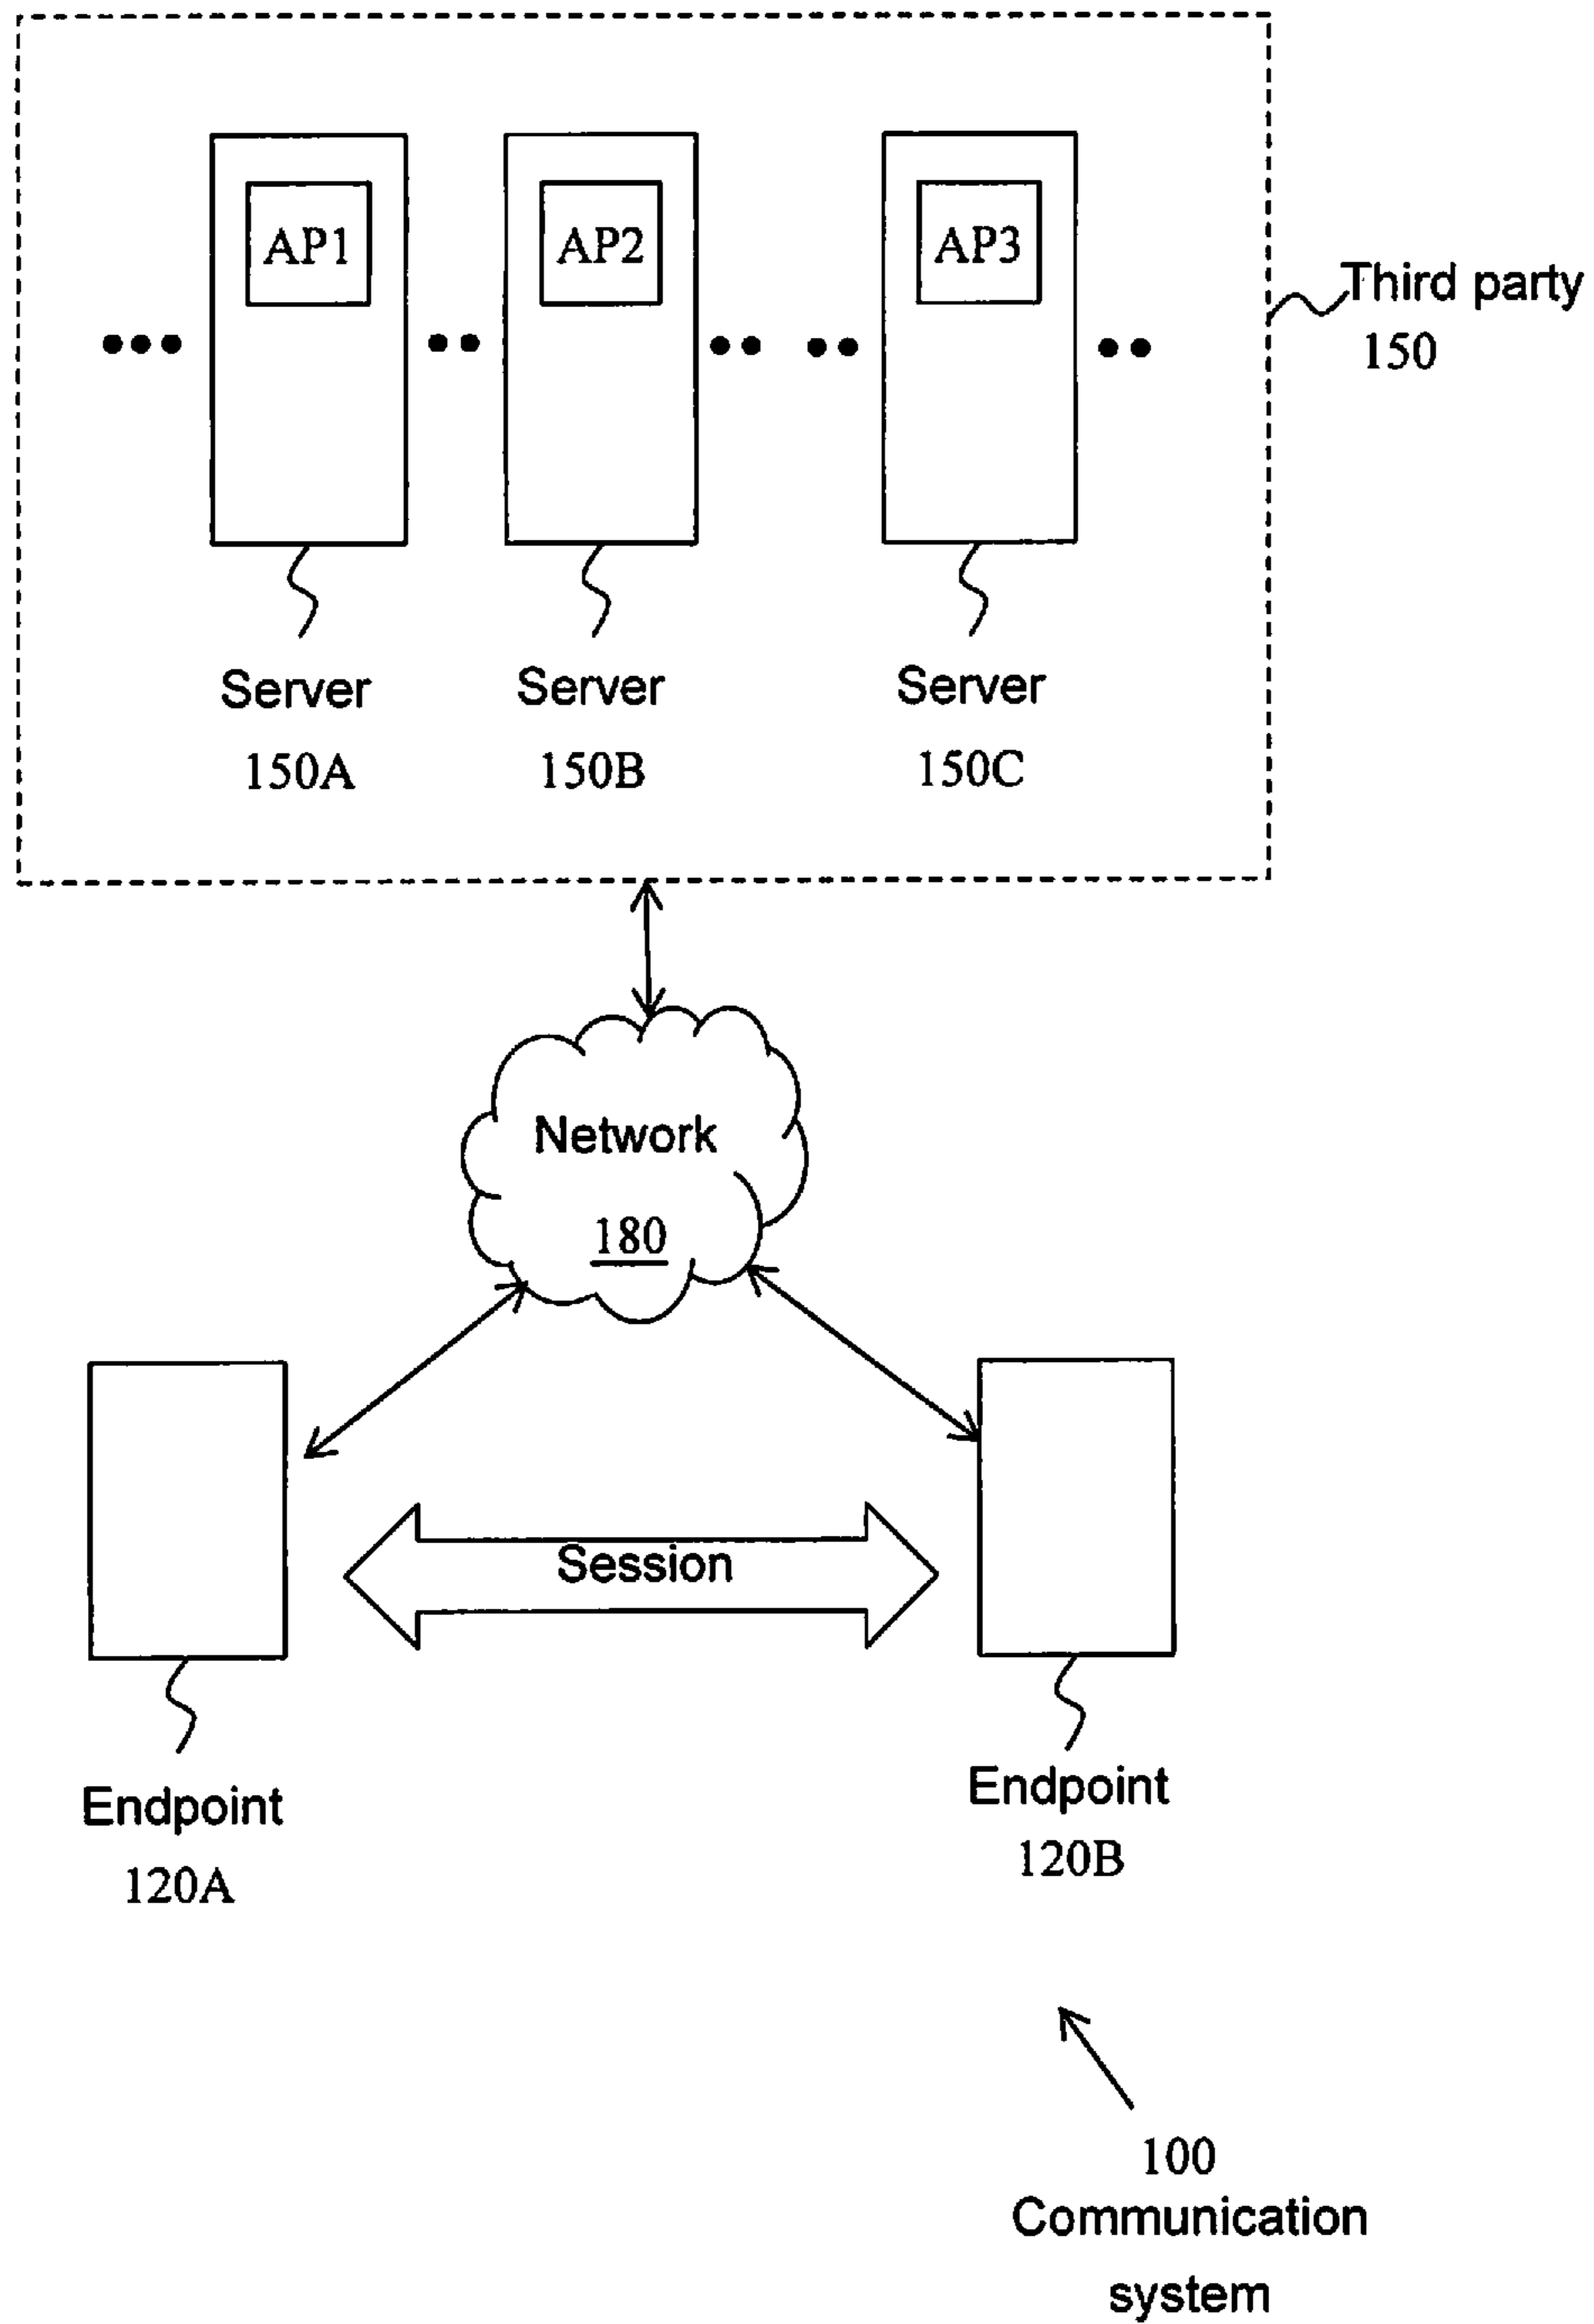 AP1
AP2
AP3
Third party
150
Server
150A
Server
150B
Server
150C
Network
180
Session
Endpoint
120A
Endpoint
120B
100
Communication
system